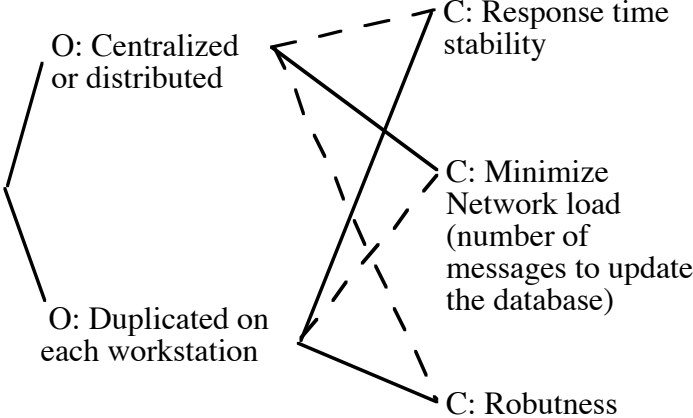 O: Centralized
or distributed
O: Duplicated on
each workstation
C: Response time
stability
C: Minimize
Network load
(number of
messages to update
the database)
C: Robutness